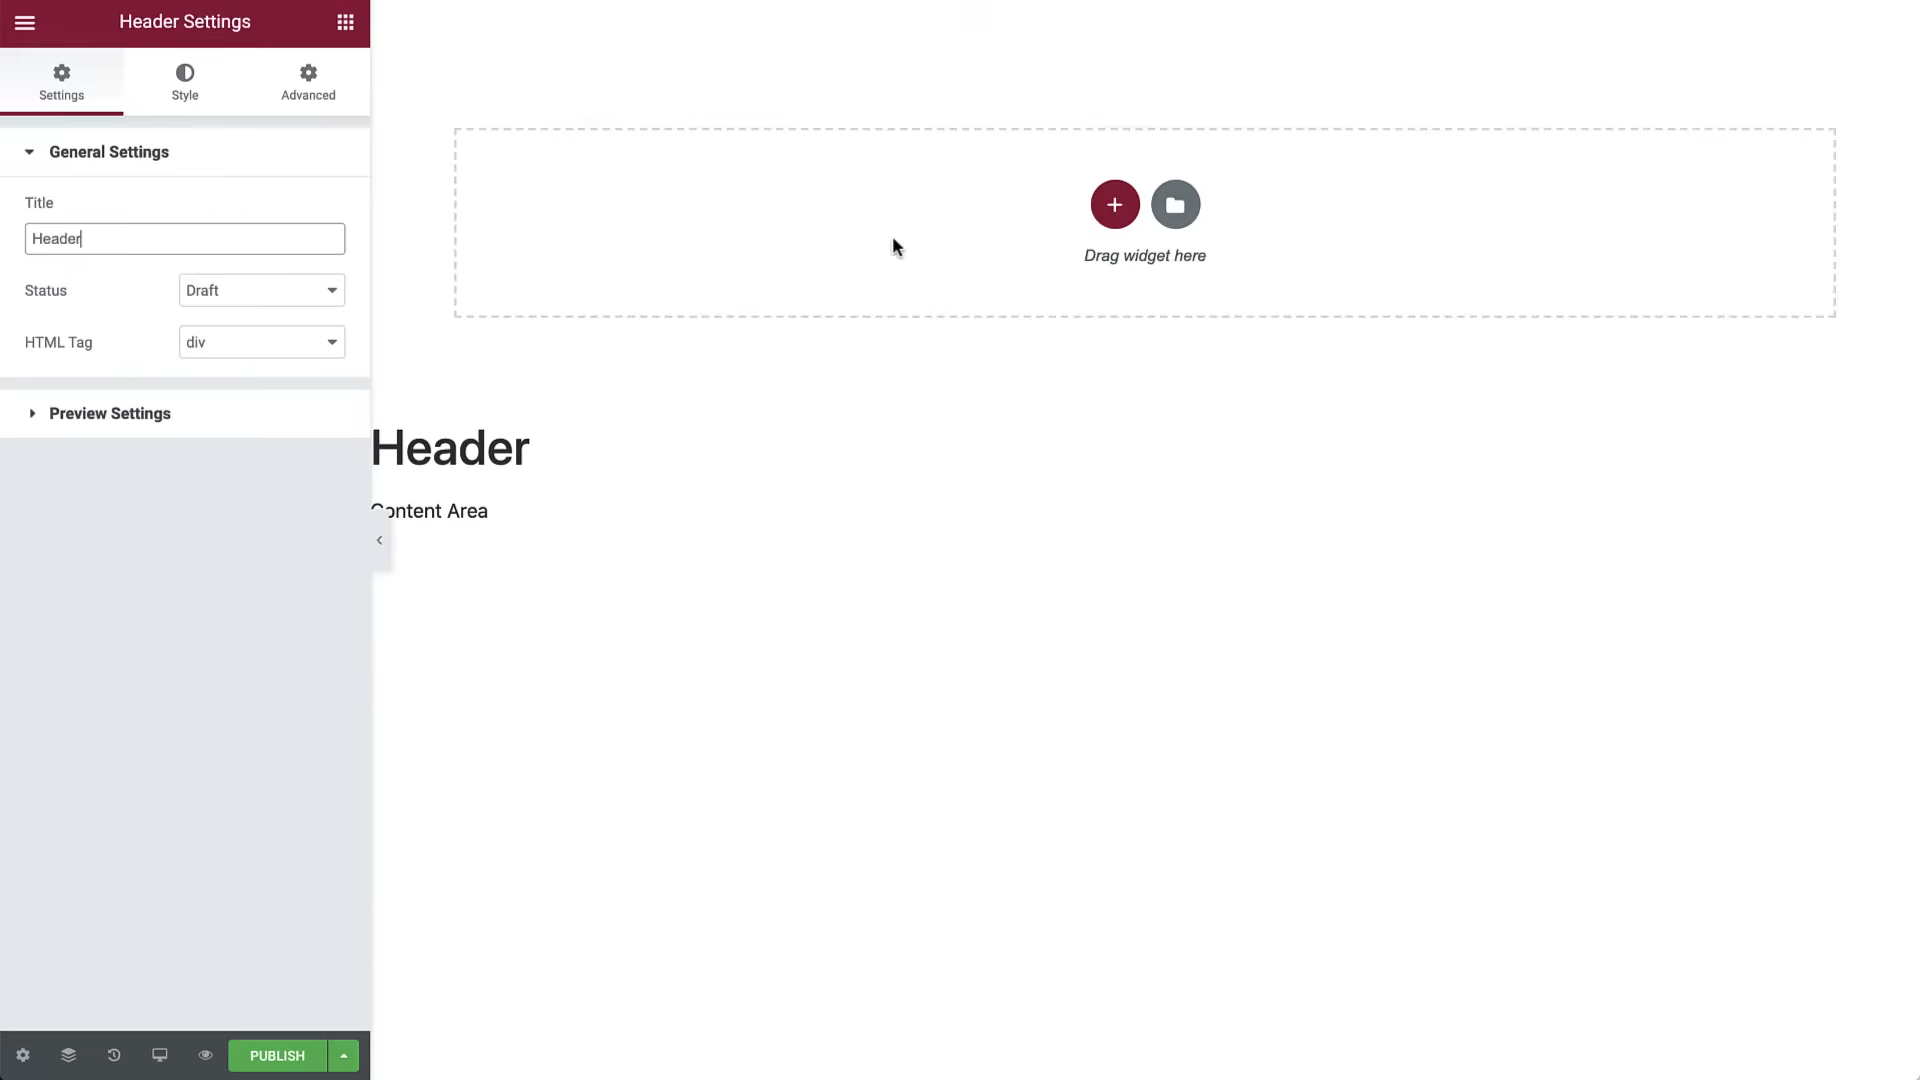 Header Settings
Settings
Style
Advanced
General Settings
Title
Header
Status
Draft
HTML Tag
div
Preview Settings
PUBLISH
Drag widget here
Header
Content Area